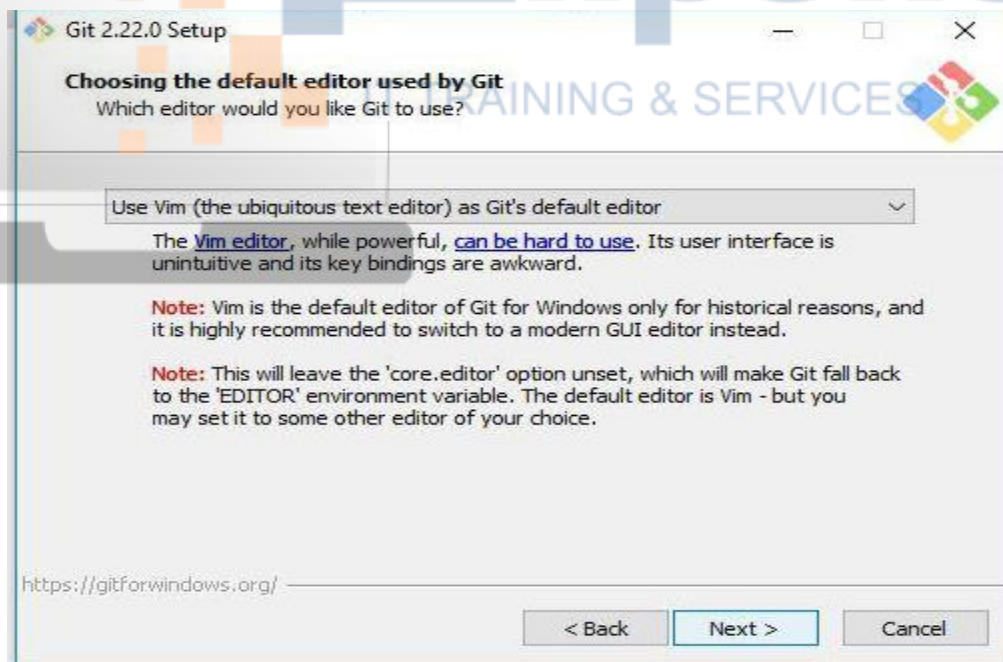 Git 2.22.0 Setup
Choosing the default editor used by Git
Which editor would you like Git to use?
TRAINING & SERVICES
Use Vim (the ubiquitous text editor) as Git's default editor
The Vim editor, while powerful, can be hard to use. Its user interface is
unintuitive and its key bindings are awkward.
Note: Vim is the default editor of Git for Windows only for historical reasons, and
it is highly recommended to switch to a modern GUI editor instead.
Note: This will leave the 'core.editor' option unset, which will make Git fall back
to the 'EDITOR' environment variable. The default editor is Vim - but you
may set it to some other editor of your choice.
https://gitforwindows.org/
< Back Next > Cancel